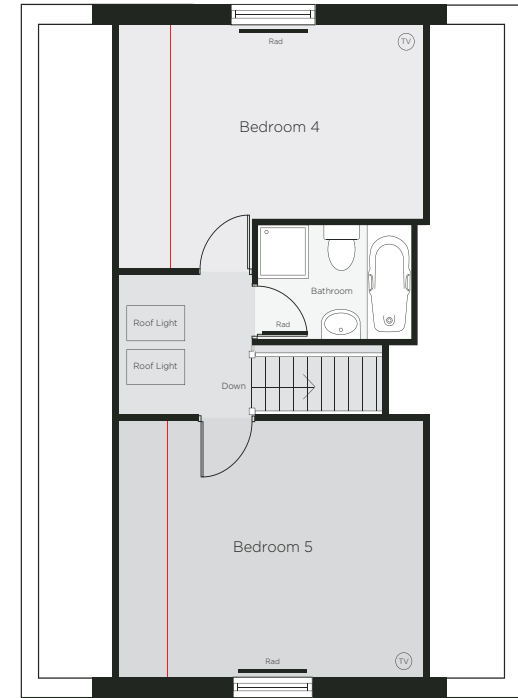 Rad
TV
Bedroom 4
Bathroom
Roof Light
Rad
Roof Light
Down
Bedroom 5
Rad
TV